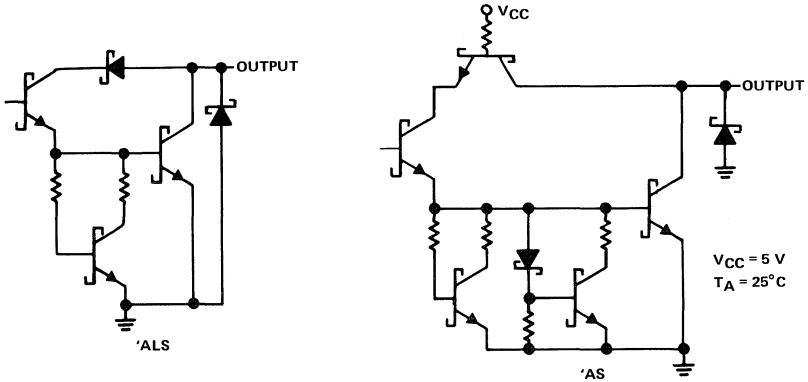 VCC
OUTPUT
OUTPUT
VCC = 5 V
TA = 25°C
'ALS
'AS